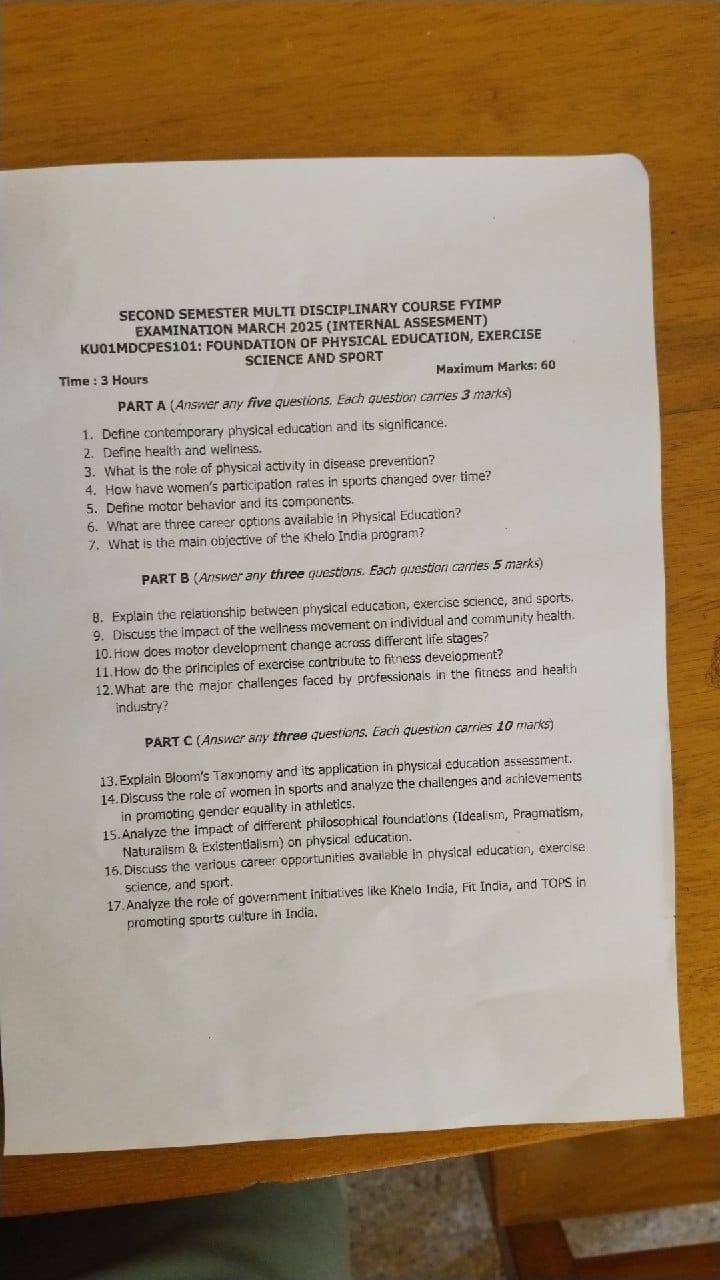 SECOND SEMESTER MULTI DISCIPLINARY COURSE FYIMP
EXAMINATION MARCH 2025 (INTERNAL ASSESMENT)
KU01MDCPES101: FOUNDATION OF PHYSICAL EDUCATION, EXERCISE
SCIENCE AND SPORT
Time : 3 Hours
Maximum Marks: 60
PART A (Answer any five questions. Each question carries 3 marks)
1. Define contemporary physical education and its significance.
2. Define health and wellness.
3. What is the role of physical activity in disease prevention?
4. How have women's participation rates in sports changed over time?
5. Define motor behavior and its components.
6. What are three career options available in Physical Education?
7. What is the main objective of the Khelo India program?
PART B (Answer any three questions. Each question carries 5 marks)
8. Explain the relationship between physical education, exercise science, and sports.
9. Discuss the impact of the wellness movement on individual and community health.
10. How does motor development change across different life stages?
11. How do the principles of exercise contribute to fitness development?
12. What are the major challenges faced by professionals in the fitness and health
industry?
PART C (Answer any three questions. Each question carries 10 marks)
13. Explain Bloom's Taxonomy and its application in physical education assessment.
14. Discuss the role of women in sports and analyze the challenges and achievements
in promoting gender equality in athletics.
15. Analyze the impact of different philosophical foundations (Idealism, Pragmatism,
Naturalism & Existentialism) on physical education.
16. Discuss the various career opportunities available in physical education, exercise
science, and sport.
17. Analyze the role of government initiatives like Khelo India, Fit India, and TOPS in
promoting sports culture in India.